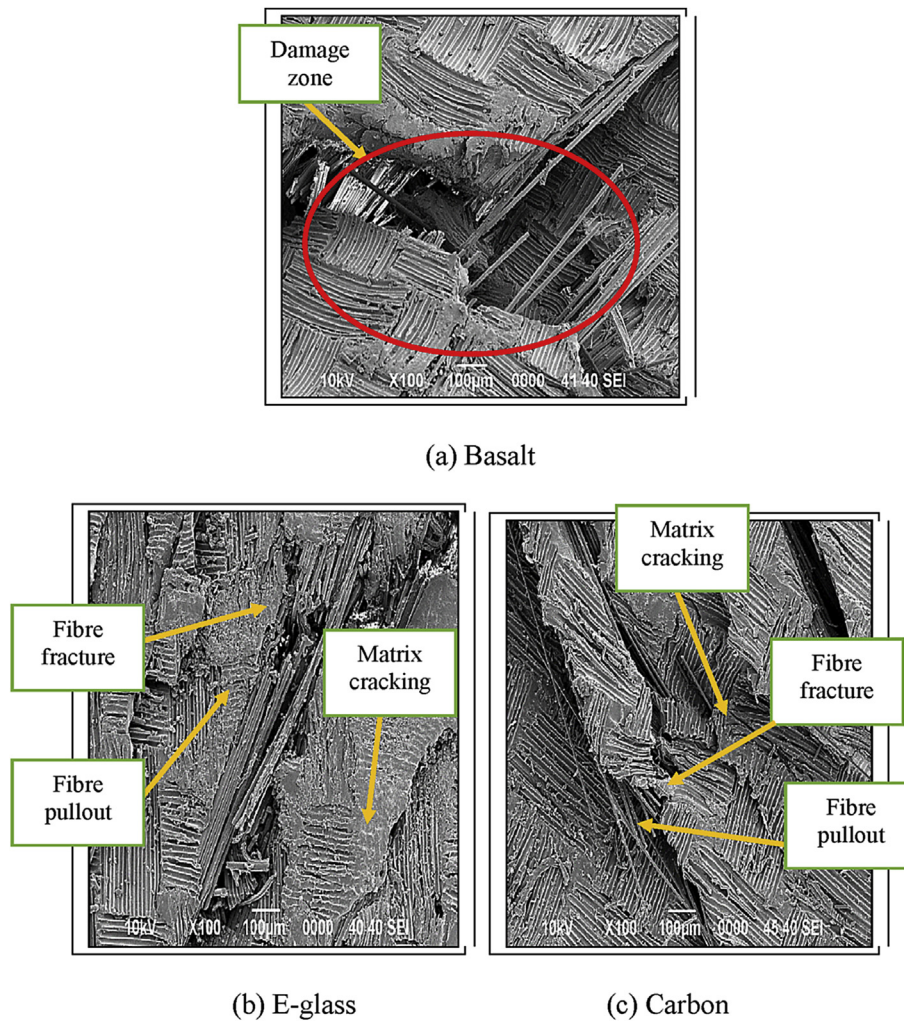 Damage
zone
10kV X100 100μm 0000 41 40 SEI
(a) Basalt
Fibre
fracture
Matrix
cracking
Fibre
pullout
10kV X100 100μm 0000 40 40 SEI
(b) E-glass
Matrix
cracking
Fibre
fracture
Fibre
pullout
10kV X100 100μm 0000 45 40 SEI
(c) Carbon